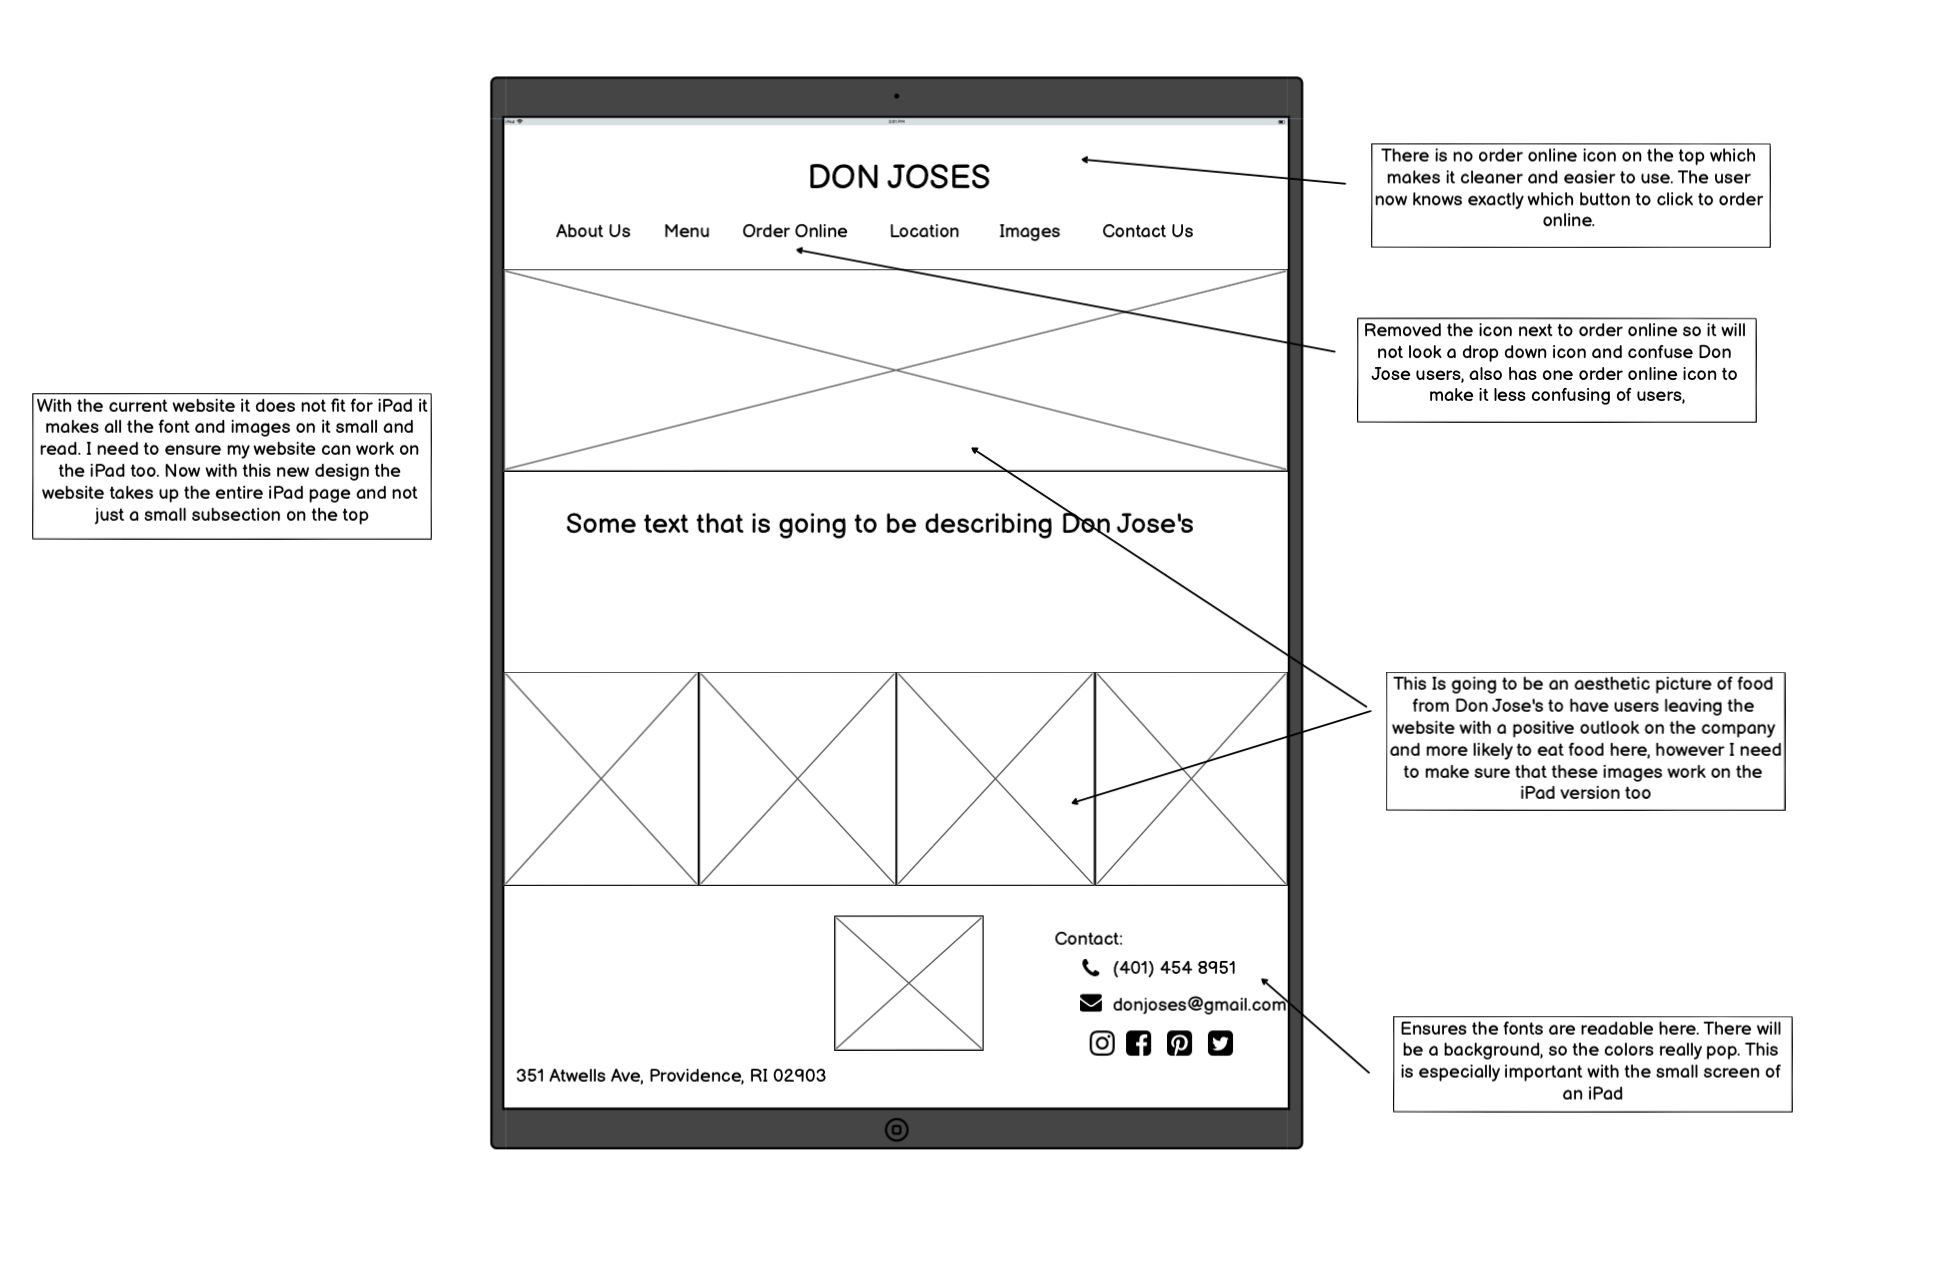 iPad
DON JOSES
About Us Menu Order Online Location Images Contact Us
There is no order online icon on the top which
makes it cleaner and easier to use. The user
now knows exactly which button to click to order
online.
Removed the icon next to order online so it will
not look a drop down icon and confuse Don
Jose users, also has one order online icon to
make it less confusing of users,
With the current website it does not fit for iPad it
makes all the font and images on it small and
read. I need to ensure my website can work on
the iPad too. Now with this new design the
website takes up the entire iPad page and not
just a small subsection on the top
Some text that is going to be describing Don Jose's
This Is going to be an aesthetic picture of food
from Don Jose's to have users leaving the
website with a positive outlook on the company
and more likely to eat food here, however I need
to make sure that these images work on the
iPad version too
Contact:
(401) 454 8951
donjoses@gmail.com
351 Atwells Ave, Providence, RI 02903
Ensures the fonts are readable here. There will
be a background, so the colors really pop. This
is especially important with the small screen of
an iPad